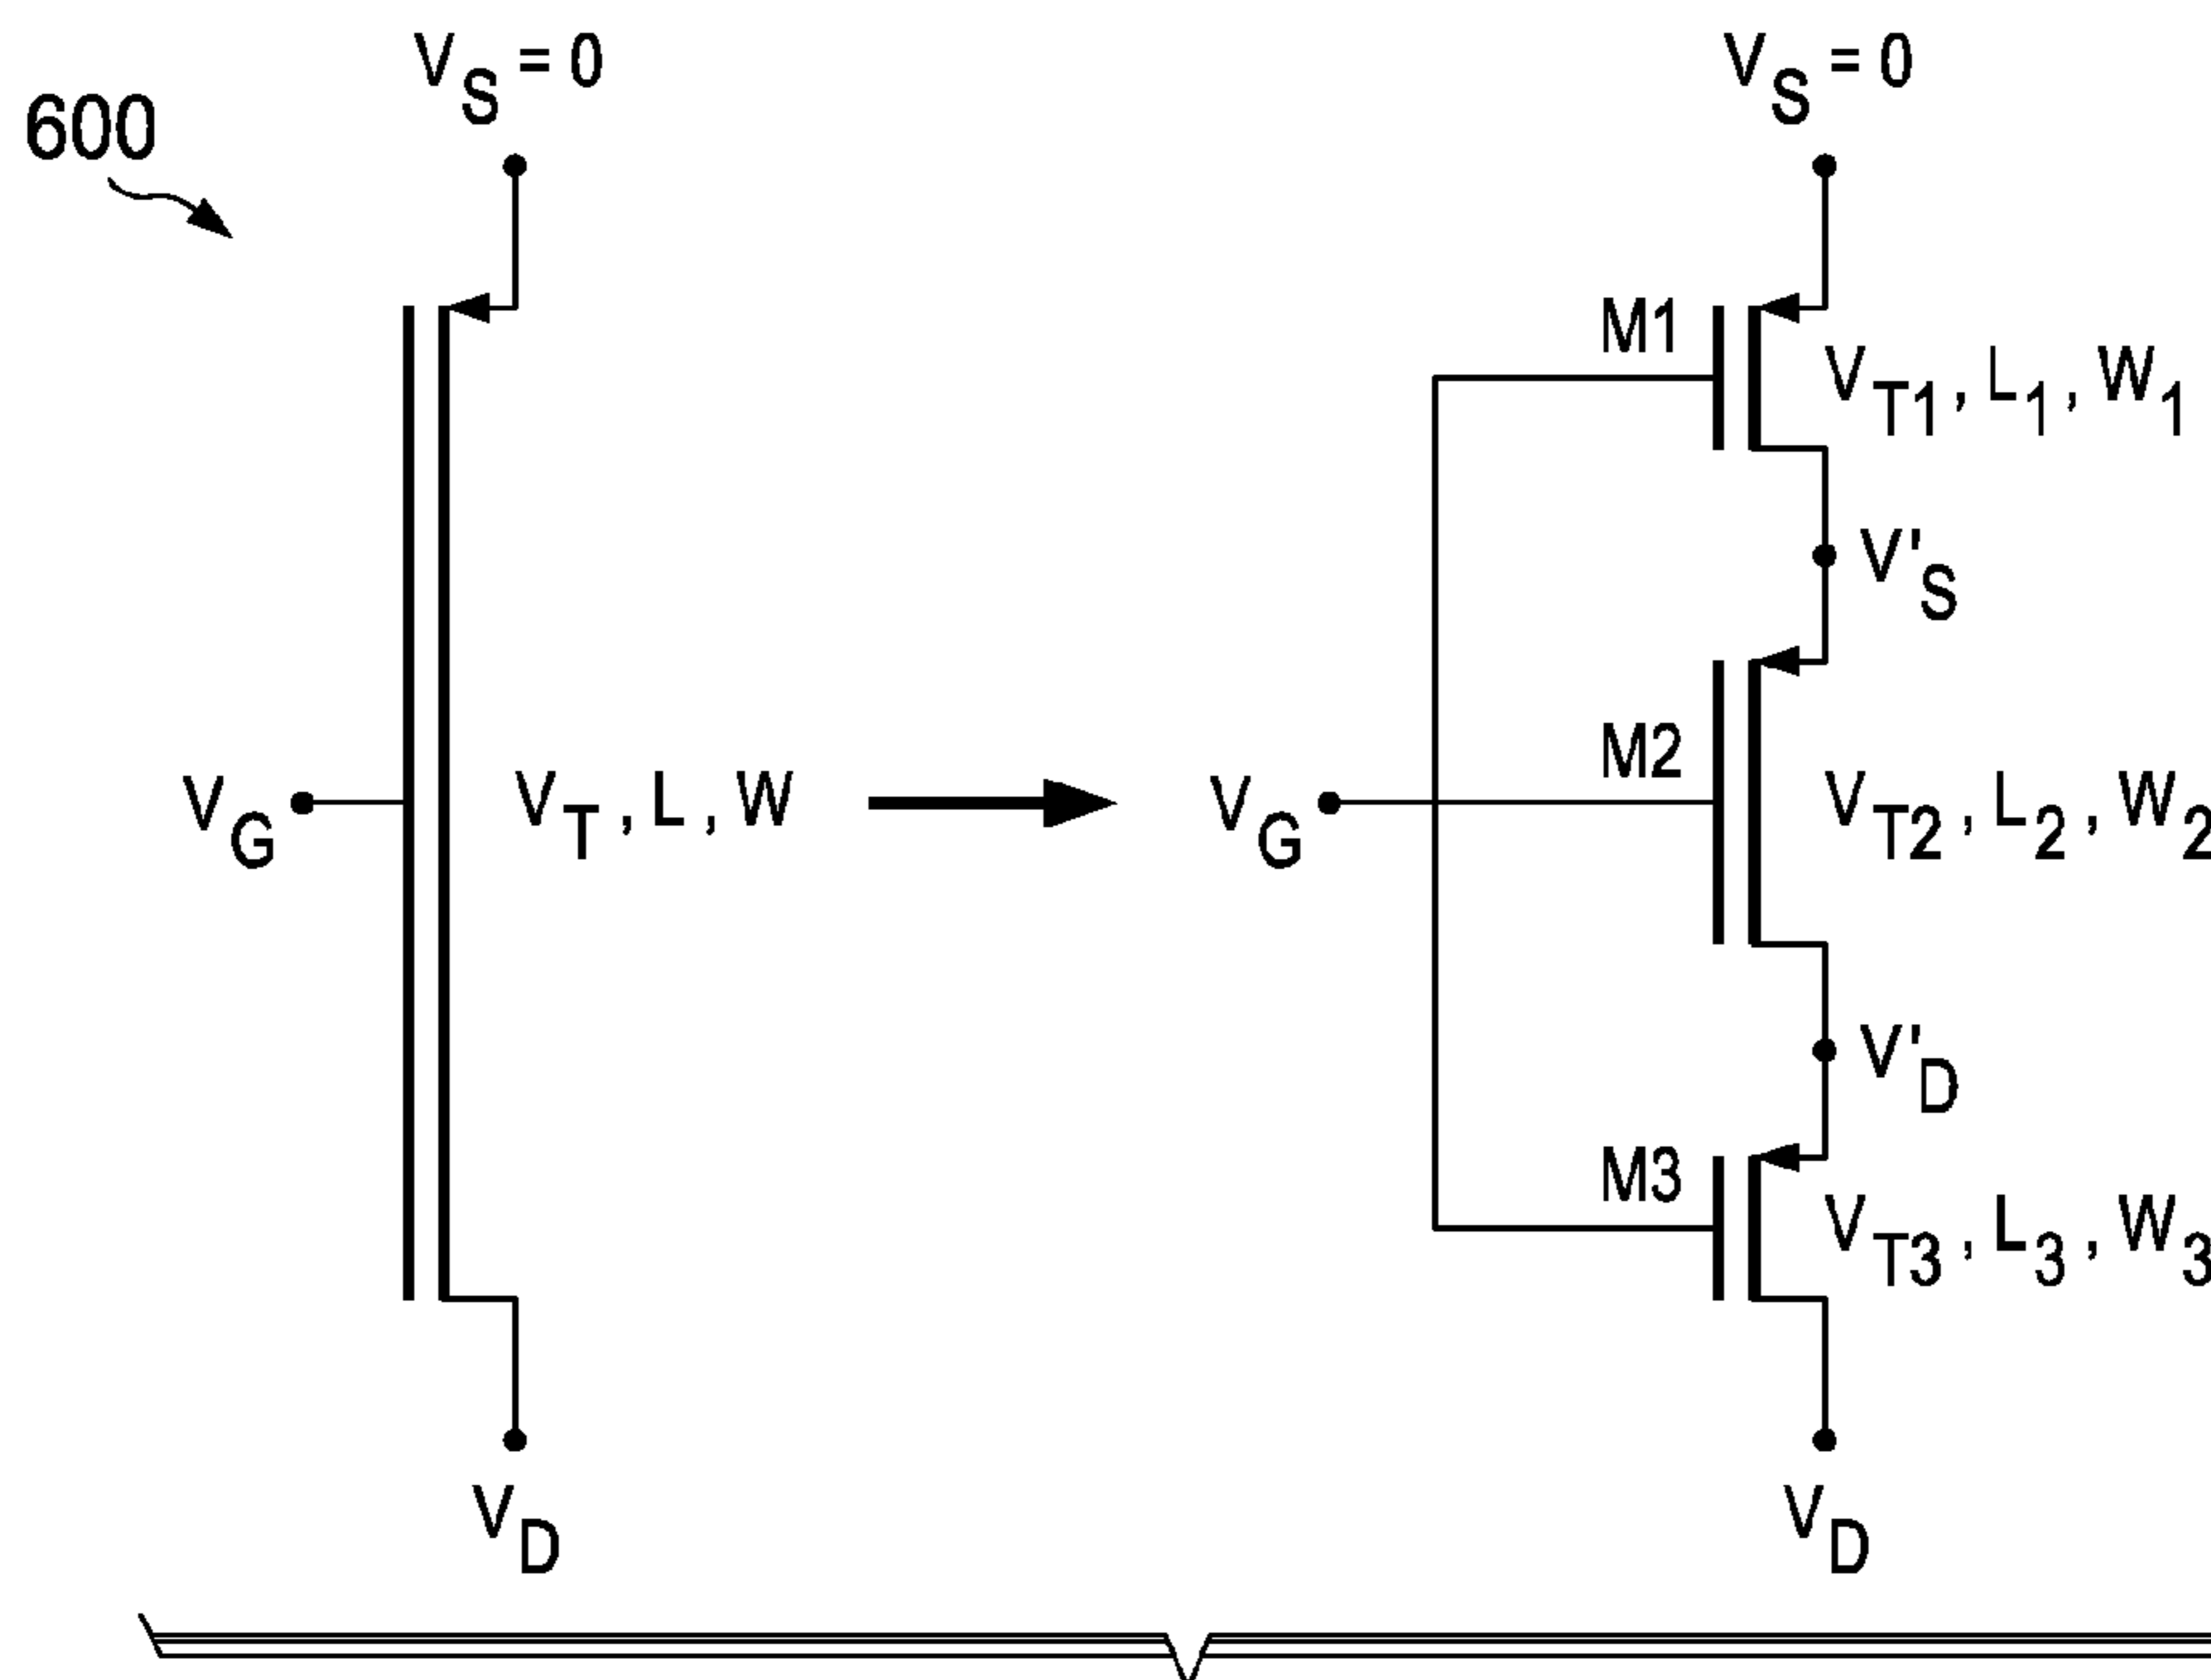 600
V_S = 0
V_G
V_T, L, W
V_D
V_S = 0
M1
V_T1, L_1, W_1
V'_S
V_G
M2
V_T2, L_2, W_2
V'_D
M3
V_T3, L_3, W_3
V_D